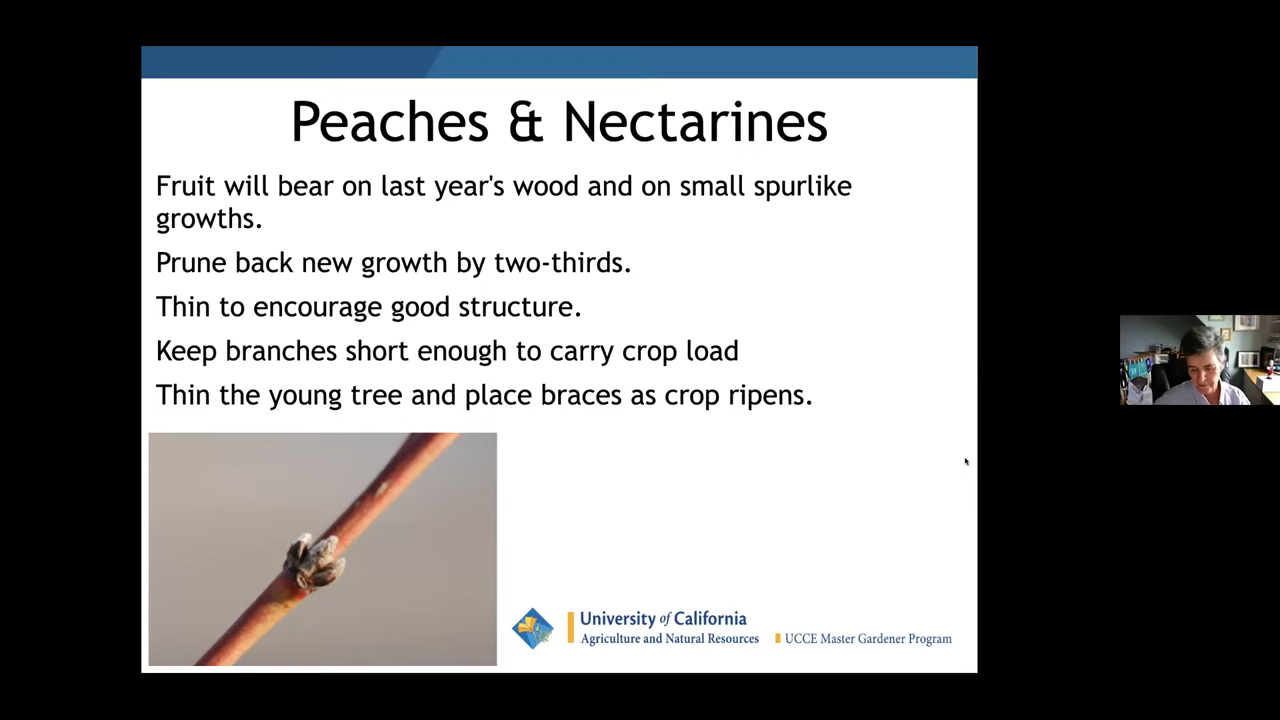 Peaches & Nectarines
Fruit will bear on last year's wood and on small spurlike
growths.
Prune back new growth by two-thirds.
Thin to encourage good structure.
Keep branches short enough to carry crop load
Thin the young tree and place braces as crop ripens.
University of California
Agriculture and Natural Resources
UCCE Master Gardener Program